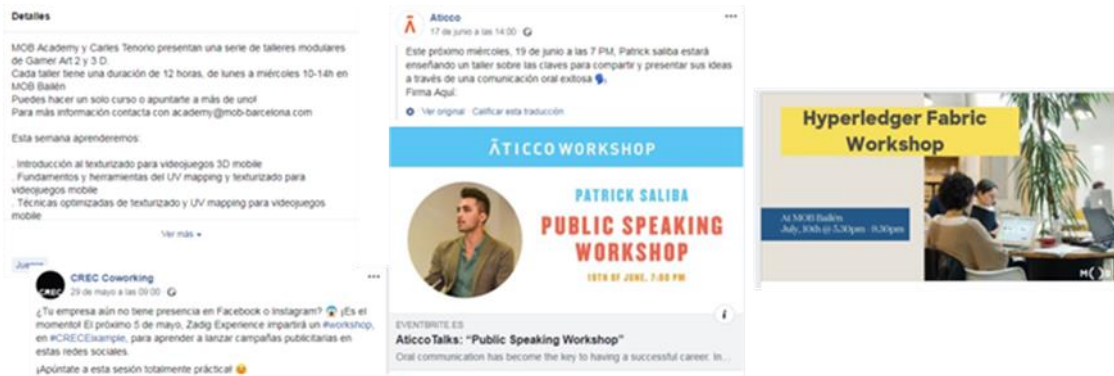 Detalles
MOB Academy y Carles Tenorio presentan una serie de talleres modulares
de Gamer Art 2 y 3 D.
Cada taller tiene una duración de 12 horas, de lunes a miércoles 10-14h en
MOB Bailén
Puedes hacer un solo curso o apuntarte a más de uno!
Para más información contacta con academy@mob-barcelona.com
Esta semana aprenderemos:
. Introducción al texturizado para videojuegos 3D mobile
. Fundamentos y herramientas del UV mapping y texturizado para
videojuegos mobile
. Técnicas optimizadas de texturizado y UV mapping para videojuegos
mobile
Ver más
Juegos
CREC
CREC Coworking
29 de mayo a las 09:00
¿Tu empresa aún no tiene presencia en Facebook o Instagram? ¡Es el
momento! El próximo 5 de mayo, Zadig Experience impartirá un #workshop,
en #CRECEixample, para aprender a lanzar campañas publicitarias en
estas redes sociales.
¡Apúntate a esta sesión totalmente práctica!
Aticco
17 de junio a las 14:00
Este próximo miércoles, 19 de junio a las 7 PM, Patrick saliba estará
enseñando un taller sobre las claves para compartir y presentar sus ideas
a través de una comunicación oral exitosa
Firma Aquí:
Ver original · Calificar esta traducción
ĀTICCO WORKSHOP
PATRICK SALIBA
PUBLIC SPEAKING
WORKSHOP
19TH OF JUNE, 7:00 PM
EVENTBRITE.ES
AticcoTalks: “Public Speaking Workshop”
Oral communication has become the key to having a successful career. In...
Hyperledger Fabric
Workshop
At MOB Bailén
July, 10th @ 5.30pm - 9.30pm
M( )B